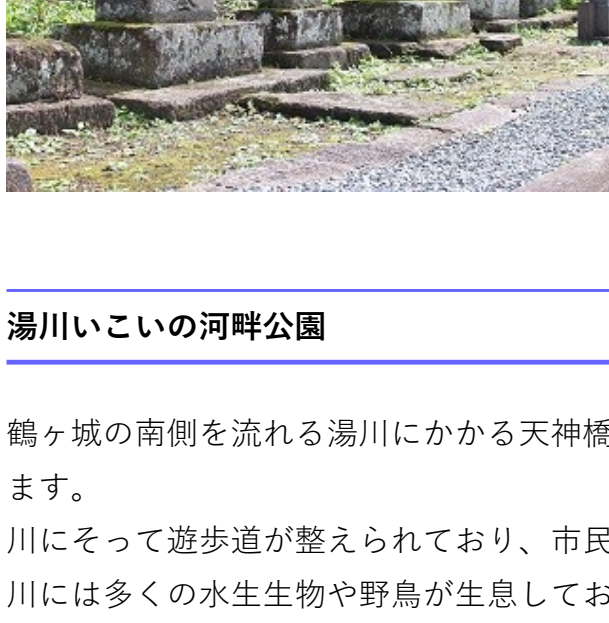 湯川いこいの河畔公園
鶴ヶ城の南側を流れる湯川にかかる天神橋
ます。
川にそって遊歩道が整えられており、市民
川には多くの水生生物や野鳥が生息してお